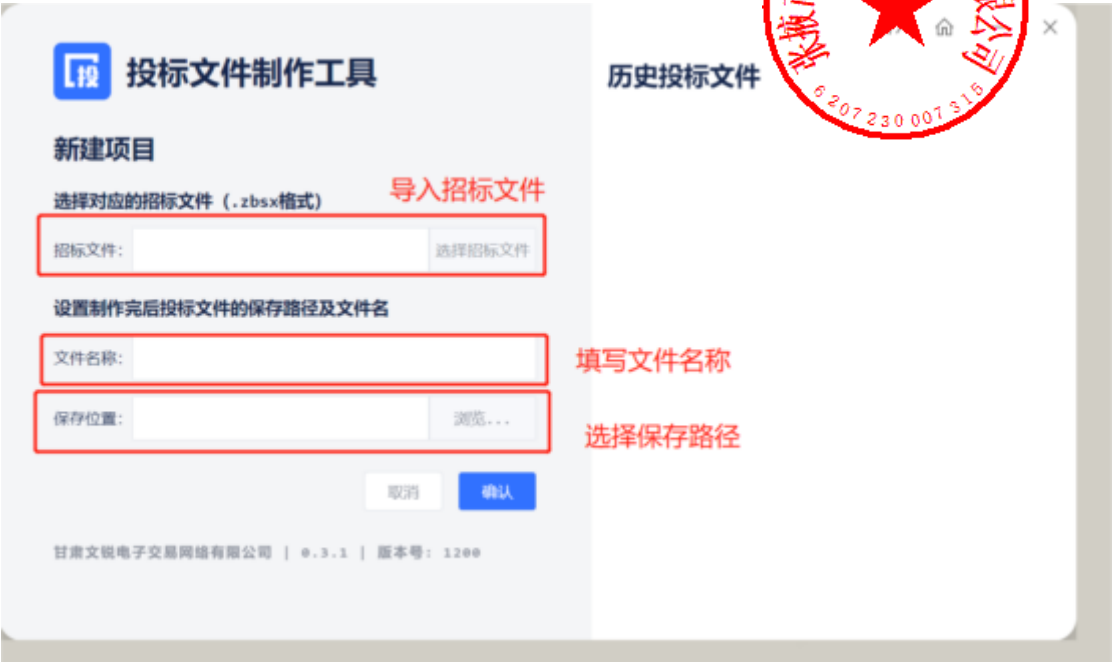 投标文件制作工具
新建项目
选择对应的招标文件（.zbsx格式）
导入招标文件
招标文件：
选择招标文件
设置制作完后投标文件的保存路径及文件名
文件名称：
填写文件名称
保存位置：
浏览...
选择保存路径
取消
确认
甘肃文锐电子交易网络有限公司 | 0.3.1 | 版本号：1200
历史投标文件
投
张掖
限公司
6207230007315